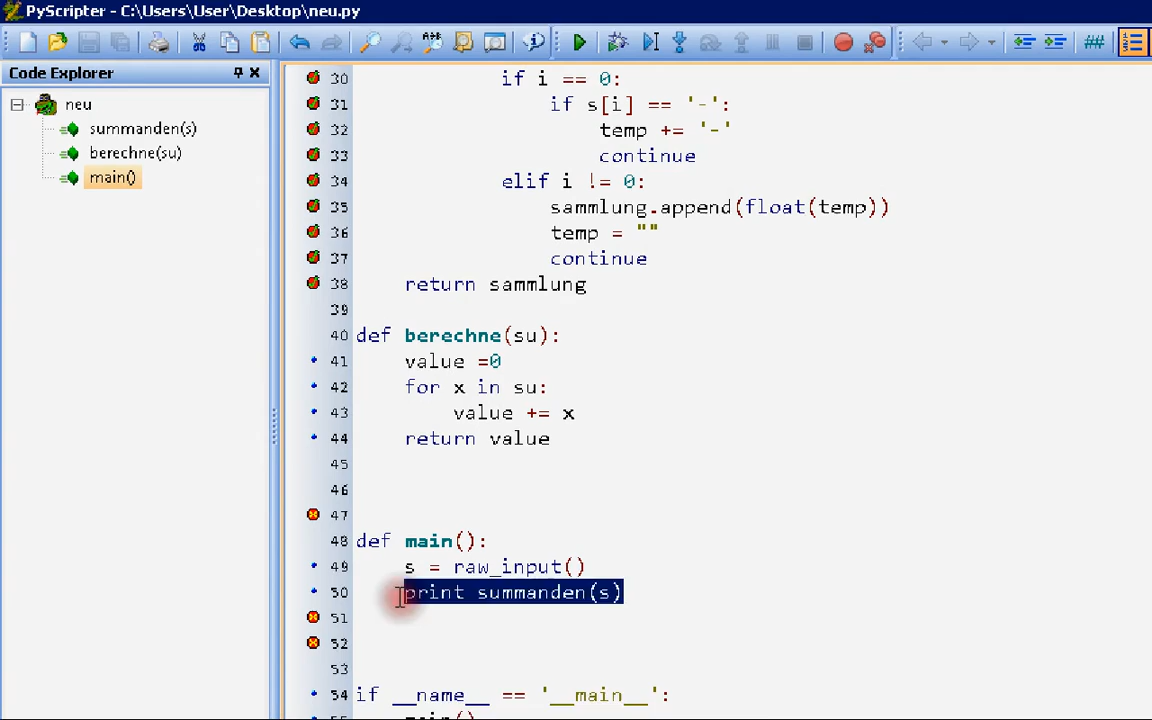 PyScripter - C:\Users\User\Desktop\neu.py
Code Explorer
neu
summanden(s)
berechne(su)
main()
30 if i == 0:
31 if s[i] == '-':
32 temp += '-'
33 continue
34 elif i != 0:
35 sammlung.append(float(temp))
36 temp = ""
37 continue
38 return sammlung
39
40 def berechne(su):
41 value =0
42 for x in su:
43 value += x
44 return value
45
46
47
48 def main():
49 s = raw_input()
50 print summanden(s)
51
52
53
54 if __name__ == '__main__':
main()